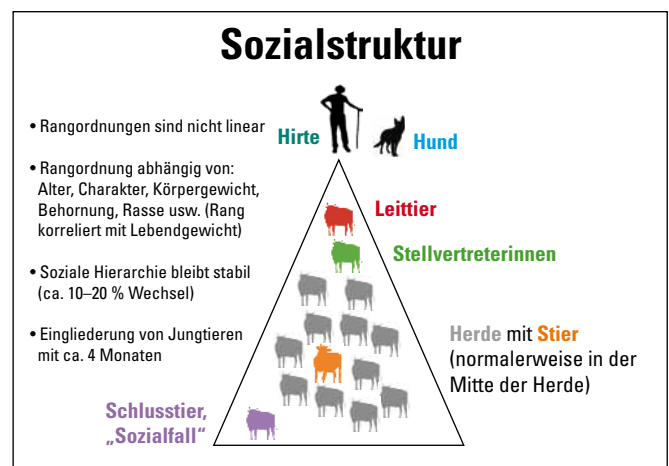 Sozialstruktur
• Rangordnungen sind nicht linear
• Rangordnung abhängig von:
Alter, Charakter, Körpergewicht,
Behornung, Rasse usw. (Rang
korreliert mit Lebendgewicht)
• Soziale Hierarchie bleibt stabil
(ca. 10–20 % Wechsel)
• Eingliederung von Jungtieren
mit ca. 4 Monaten
Hirte
Hund
Leittier
Stellvertreterinnen
Herde mit Stier
(normalerweise in der
Mitte der Herde)
Schlusstier,
„Sozialfall“